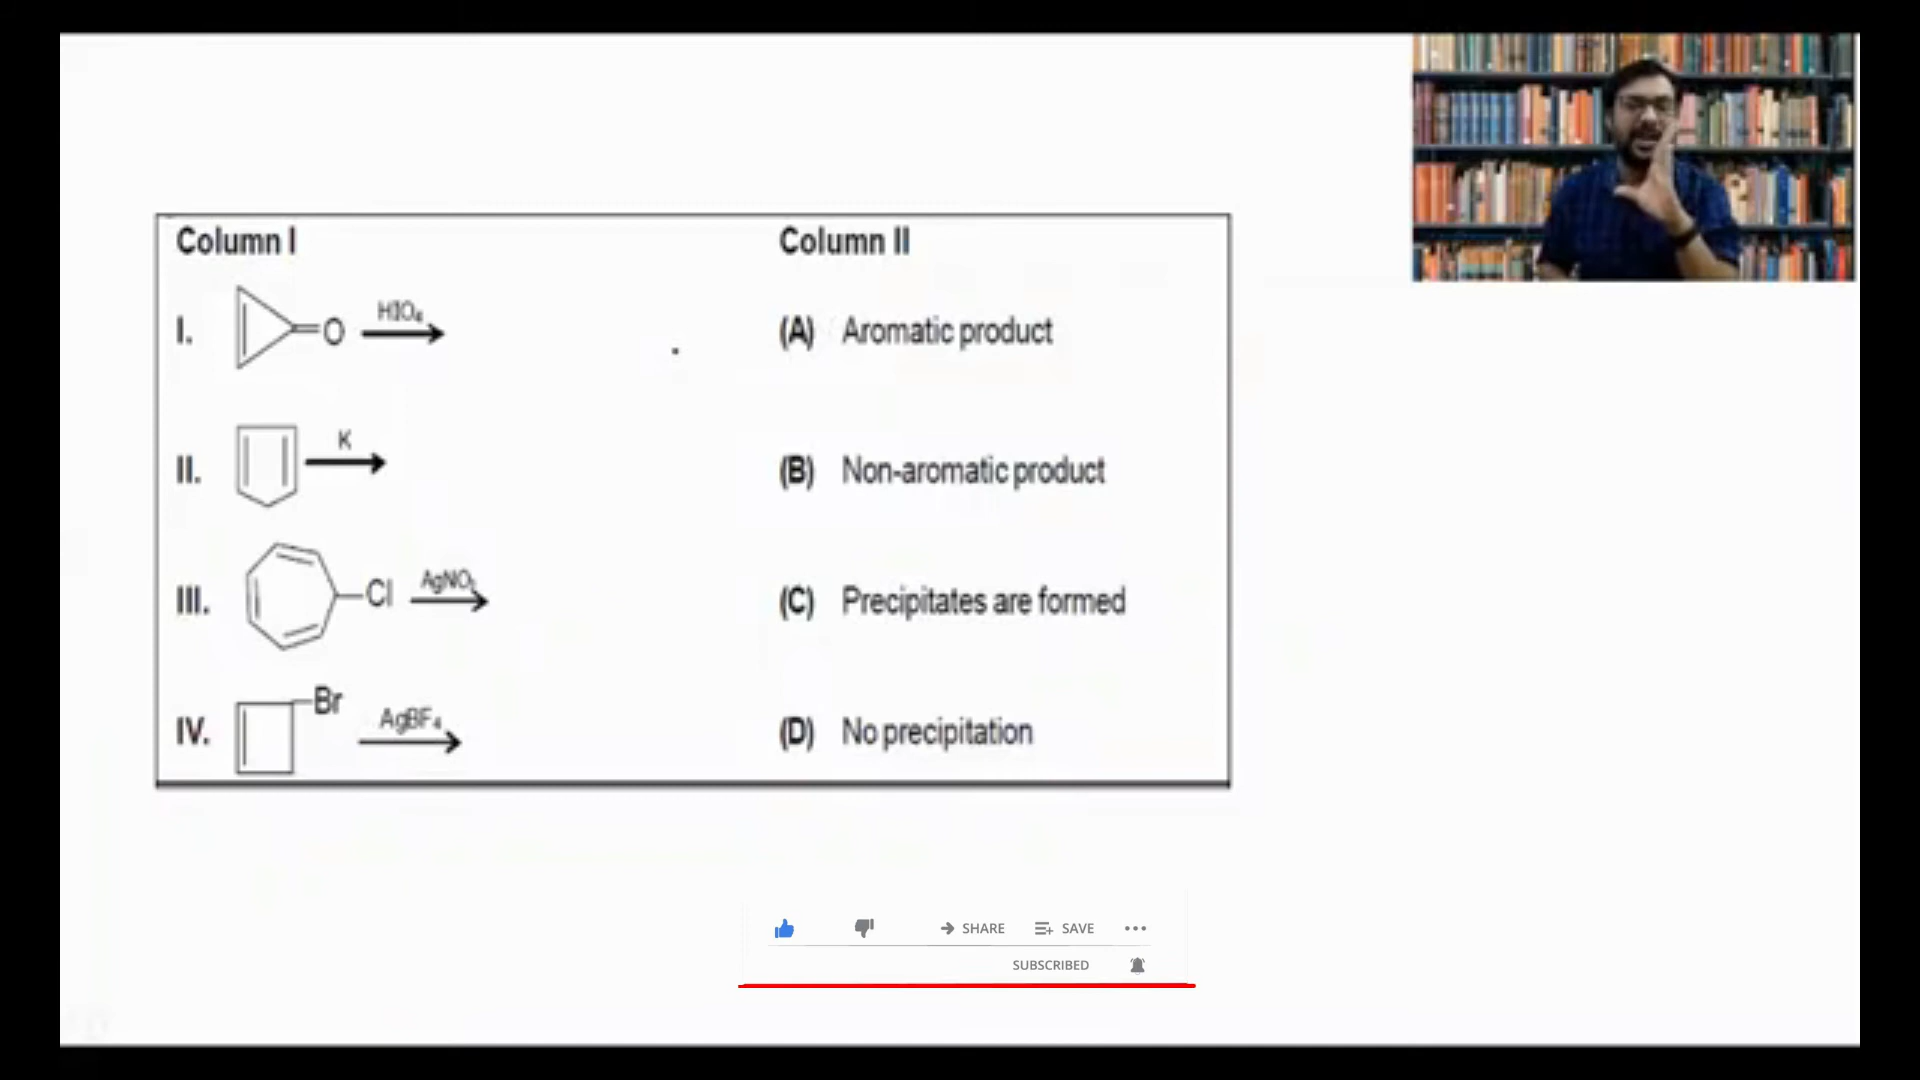 Column I
Column II
I. O HIO₄
(A) Aromatic product
II. K
(B) Non-aromatic product
III. Cl AgNO₃
(C) Precipitates are formed
IV. Br AgBF₄
(D) No precipitation
SHARE SAVE
SUBSCRIBED